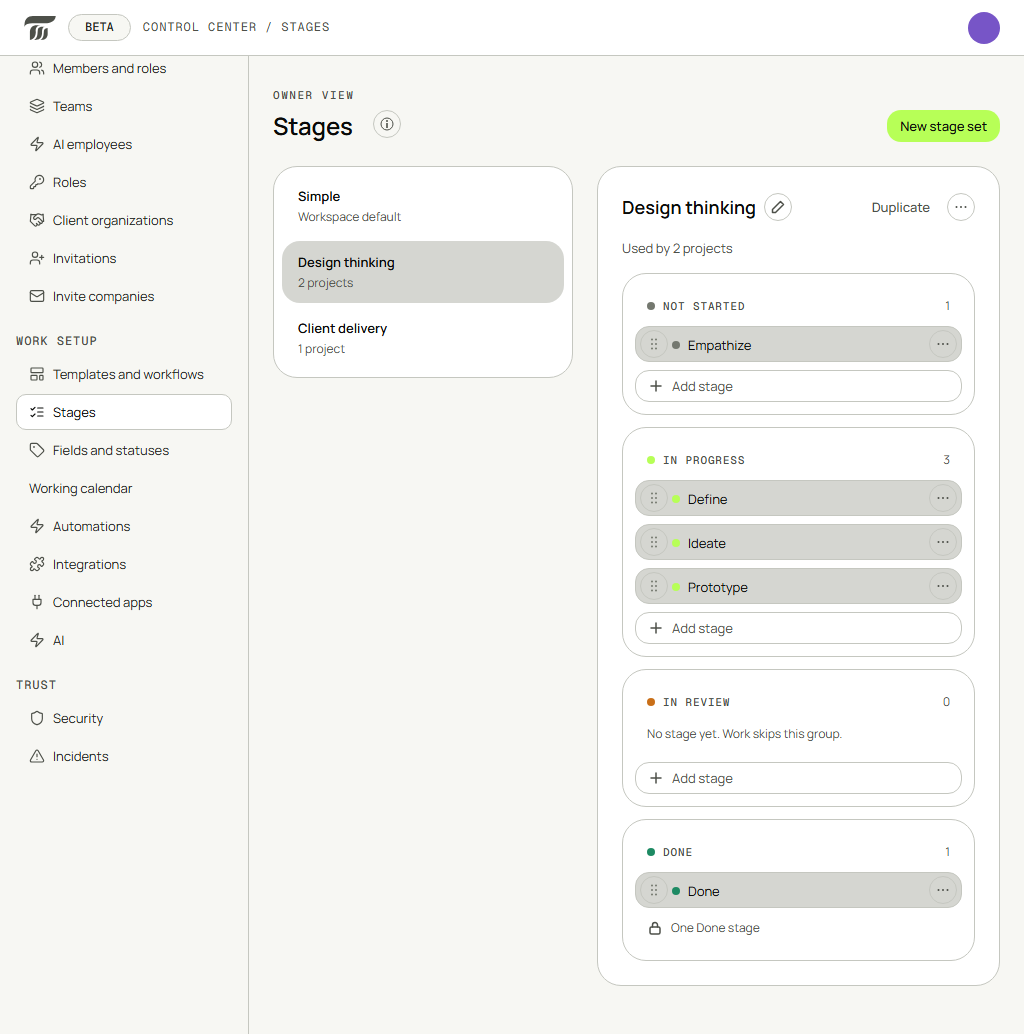 BETA
CONTROL CENTER / STAGES
Members and roles
Teams
AI employees
Roles
Client organizations
Invitations
Invite companies
WORK SETUP
Templates and workflows
Stages
Fields and statuses
Working calendar
Automations
Integrations
Connected apps
AI
TRUST
Security
Incidents
OWNER VIEW
Stages
New stage set
Simple
Workspace default
Design thinking
2 projects
Client delivery
1 project
Design thinking
Duplicate
Used by 2 projects
NOT STARTED 1
Empathize
Add stage
IN PROGRESS 3
Define
Ideate
Prototype
Add stage
IN REVIEW 0
No stage yet. Work skips this group.
Add stage
DONE 1
Done
One Done stage